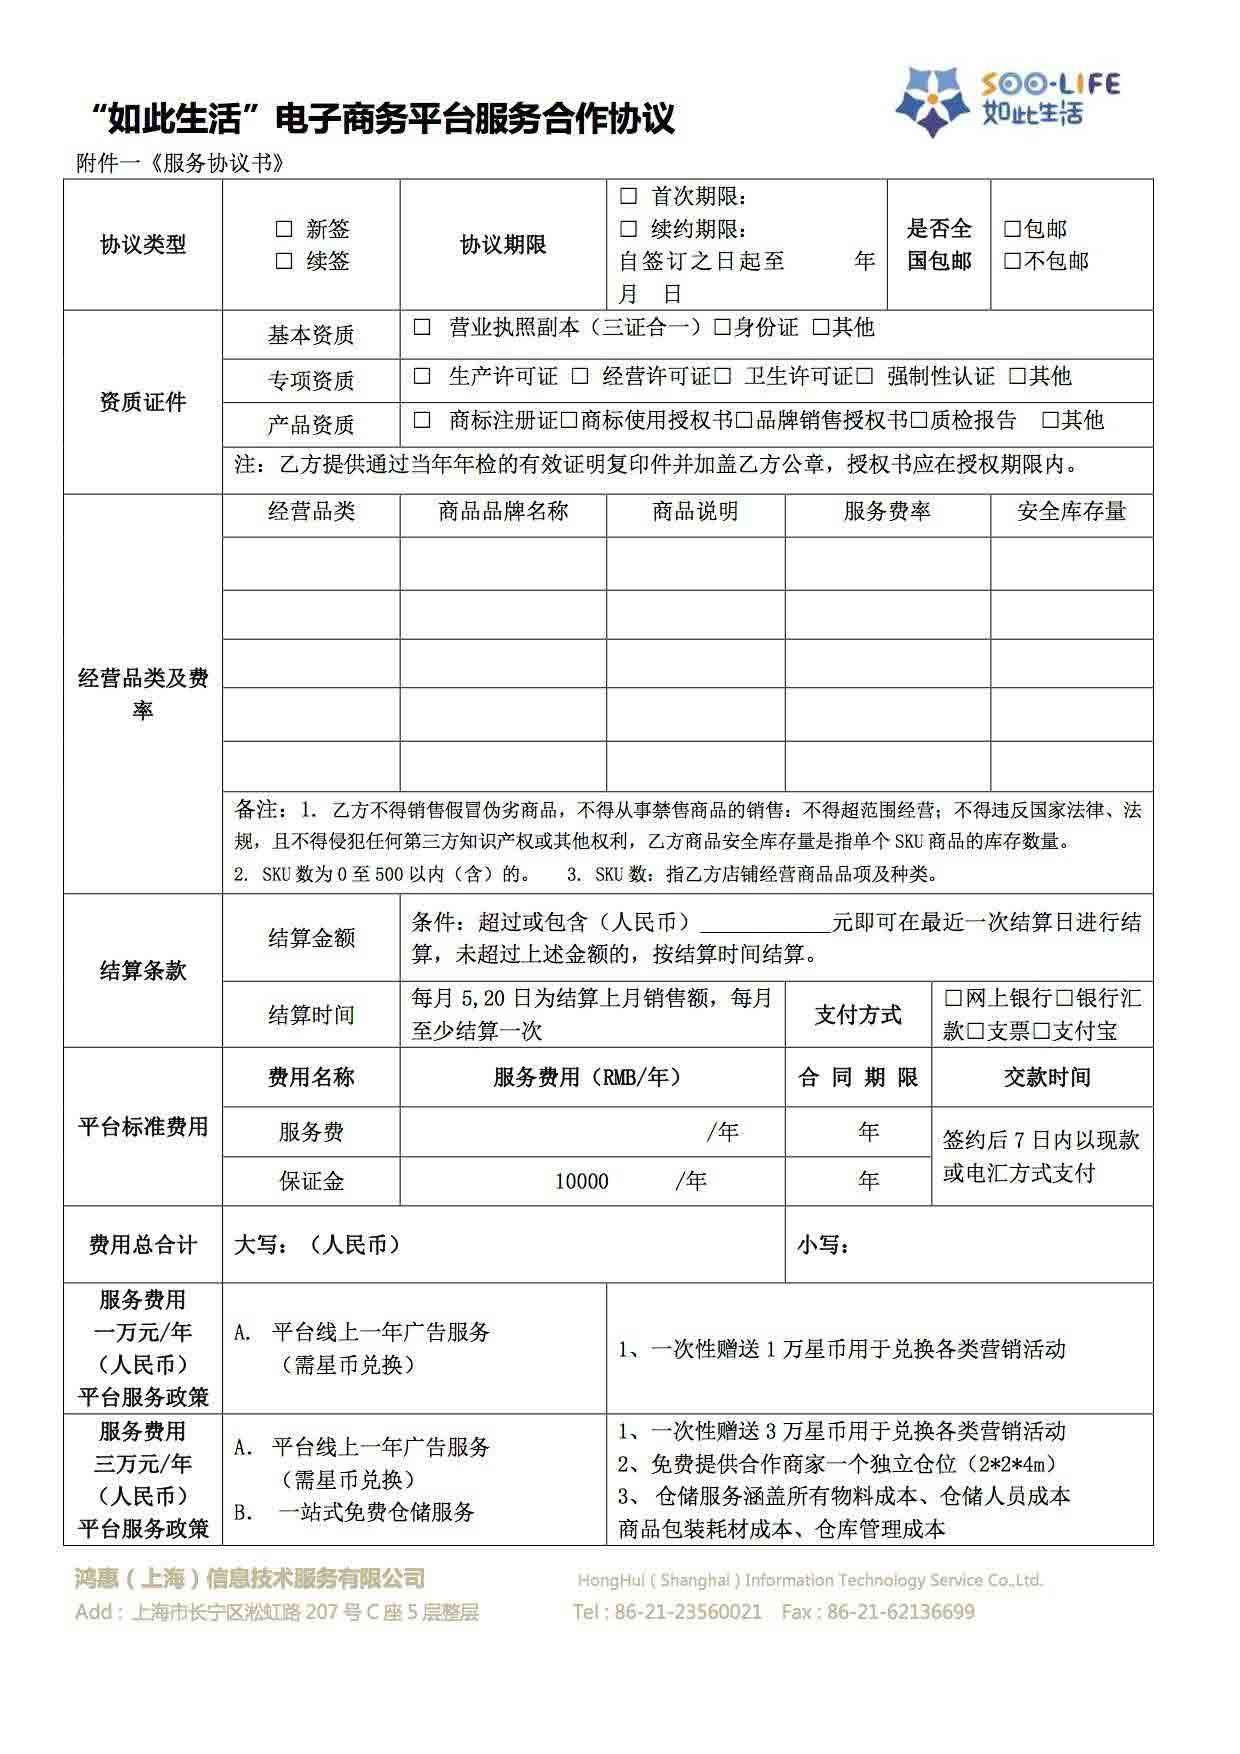 SOO-LIFE
如此生活
“如此生活”电子商务平台服务合作协议
附件一《服务协议书》
协议类型
□ 新签
□ 续签
协议期限
□ 首次期限：
□ 续约期限：
自签订之日起至 年
月 日
是否全
国包邮
□包邮
□不包邮
资质证件
基本资质
□ 营业执照副本（三证合一）□身份证 □其他
专项资质
□ 生产许可证 □ 经营许可证□ 卫生许可证□ 强制性认证 □其他
产品资质
□ 商标注册证□商标使用授权书□品牌销售授权书□质检报告 □其他
注：乙方提供通过当年年检的有效证明复印件并加盖乙方公章，授权书应在授权期限内。
经营品类及费
率
经营品类 商品品牌名称 商品说明 服务费率 安全库存量
备注：1. 乙方不得销售假冒伪劣商品，不得从事禁售商品的销售：不得超范围经营；不得违反国家法律、法
规，且不得侵犯任何第三方知识产权或其他权利，乙方商品安全库存量是指单个 SKU 商品的库存数量。
2. SKU 数为 0 至 500 以内（含）的。 3. SKU 数：指乙方店铺经营商品品项及种类。
结算条款
结算金额
条件：超过或包含（人民币）____________元即可在最近一次结算日进行结
算，未超过上述金额的，按结算时间结算。
结算时间
每月 5,20 日为结算上月销售额，每月
至少结算一次
支付方式
□网上银行□银行汇
款□支票□支付宝
平台标准费用
费用名称 服务费用（RMB/年） 合 同 期 限 交款时间
服务费 /年 年
保证金 10000 /年 年
签约后 7 日内以现款
或电汇方式支付
费用总合计 大写：（人民币） 小写：
服务费用
一万元/年
（人民币）
平台服务政策
A. 平台线上一年广告服务
（需星币兑换）
1、一次性赠送 1 万星币用于兑换各类营销活动
服务费用
三万元/年
（人民币）
平台服务政策
A. 平台线上一年广告服务
（需星币兑换）
B. 一站式免费仓储服务
1、一次性赠送 3 万星币用于兑换各类营销活动
2、免费提供合作商家一个独立仓位（2*2*4m）
3、 仓储服务涵盖所有物料成本、仓储人员成本
商品包装耗材成本、仓库管理成本
鸿惠（上海）信息技术服务有限公司 HongHui ( Shanghai ) Information Technology Service Co.,Ltd.
Add： 上海市长宁区淞虹路 207 号 C 座 5 层整层 Tel : 86-21-23560021 Fax : 86-21-62136699